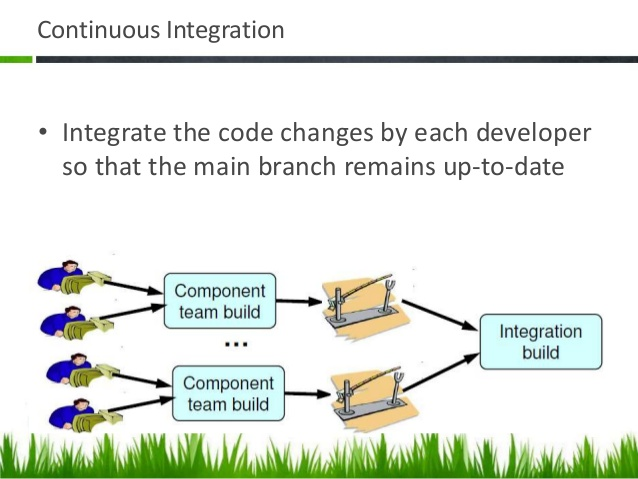 Continuous Integration
• Integrate the code changes by each developer
so that the main branch remains up-to-date
Component
team build
...
Component
team build
Integration
build